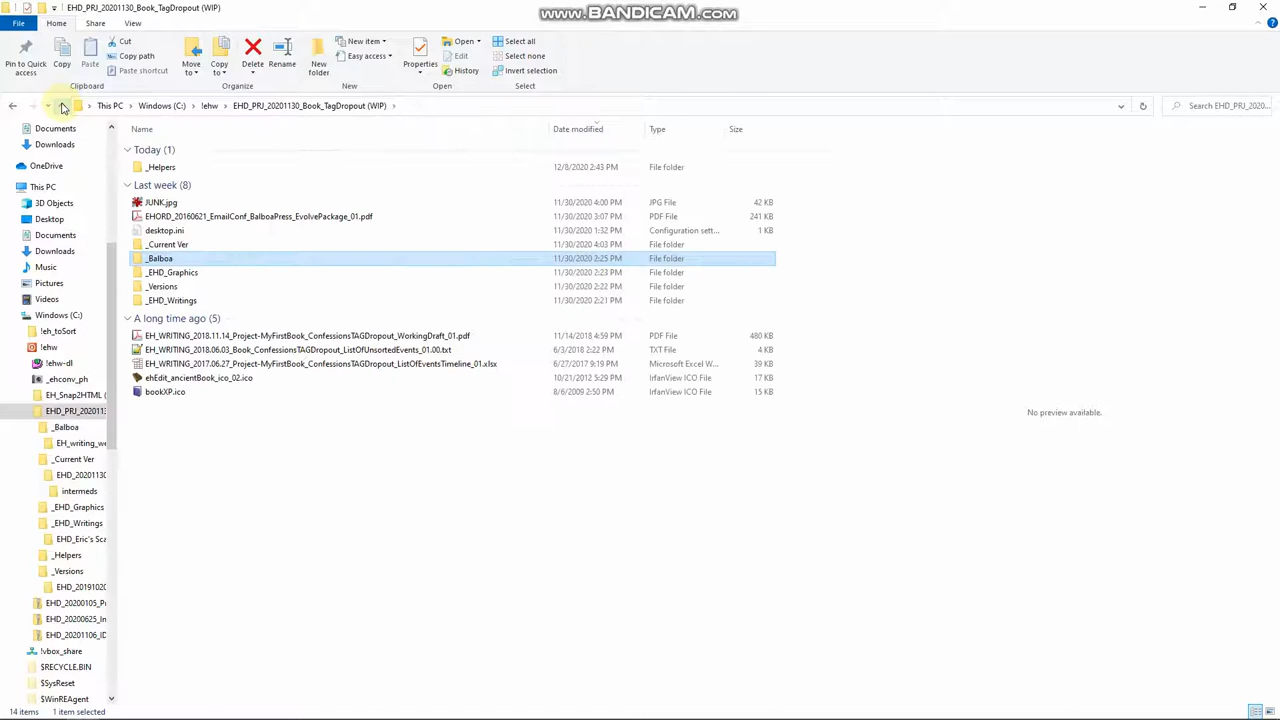 EHD_PRJ_20201130_Book_TagDropout (WIP)
www.BANDICAM.com
File Home Share View
Pin to Quick access
Copy
Paste
Cut
Copy path
Paste shortcut
Clipboard
Move to
Copy to
Delete
Rename
Organize
New folder
New item
Easy access
New
Properties
Open
Edit
History
Open
Select all
Select none
Invert selection
Select
This PC > Windows (C:) > !ehw > EHD_PRJ_20201130_Book_TagDropout (WIP) >
Search EHD_PRJ_2020...
Documents
Downloads
OneDrive
This PC
3D Objects
Desktop
Documents
Downloads
Music
Pictures
Videos
Windows (C:)
!eh_toSort
!ehw
!ehw-dl
_ehconv_ph
EH_Snap2HTML (
EHD_PRJ_2020113
_Balboa
EH_writing_we
_Current Ver
EHD_20201130
intermeds
_EHD_Graphics
_EHD_Writings
EHD_Eric's Sca
_Helpers
_Versions
EHD_20191020
EHD_20200105_Pr
EHD_20200625_In
EHD_20201106_ID
!vbox_share
$RECYCLE.BIN
$SysReset
$WinREAgent
Name Date modified Type Size
Today (1)
_Helpers 12/8/2020 2:43 PM File folder
Last week (8)
JUNK.jpg 11/30/2020 4:00 PM JPG File 42 KB
EHORD_20160621_EmailConf_BalboaPress_EvolvePackage_01.pdf 11/30/2020 3:07 PM PDF File 241 KB
desktop.ini 11/30/2020 1:32 PM Configuration sett... 1 KB
_Current Ver 11/30/2020 4:03 PM File folder
_Balboa 11/30/2020 2:25 PM File folder
_EHD_Graphics 11/30/2020 2:23 PM File folder
_Versions 11/30/2020 2:22 PM File folder
_EHD_Writings 11/30/2020 2:21 PM File folder
A long time ago (5)
EH_WRITING_2018.11.14_Project-MyFirstBook_ConfessionsTAGDropout_WorkingDraft_01.pdf 11/14/2018 4:59 PM PDF File 480 KB
EH_WRITING_2018.06.03_Book_ConfessionsTAGDropout_ListOfUnsortedEvents_01.00.txt 6/3/2018 2:22 PM TXT File 4 KB
EH_WRITING_2017.06.27_Project-MyFirstBook_ConfessionsTAGDropout_ListOfEventsTimeline_01.xlsx 6/27/2017 9:19 PM Microsoft Excel W... 39 KB
ehEdit_ancientBook_ico_02.ico 10/21/2012 5:29 PM IrfanView ICO File 17 KB
bookXP.ico 8/6/2009 2:50 PM IrfanView ICO File 15 KB
No preview available.
14 items 1 item selected